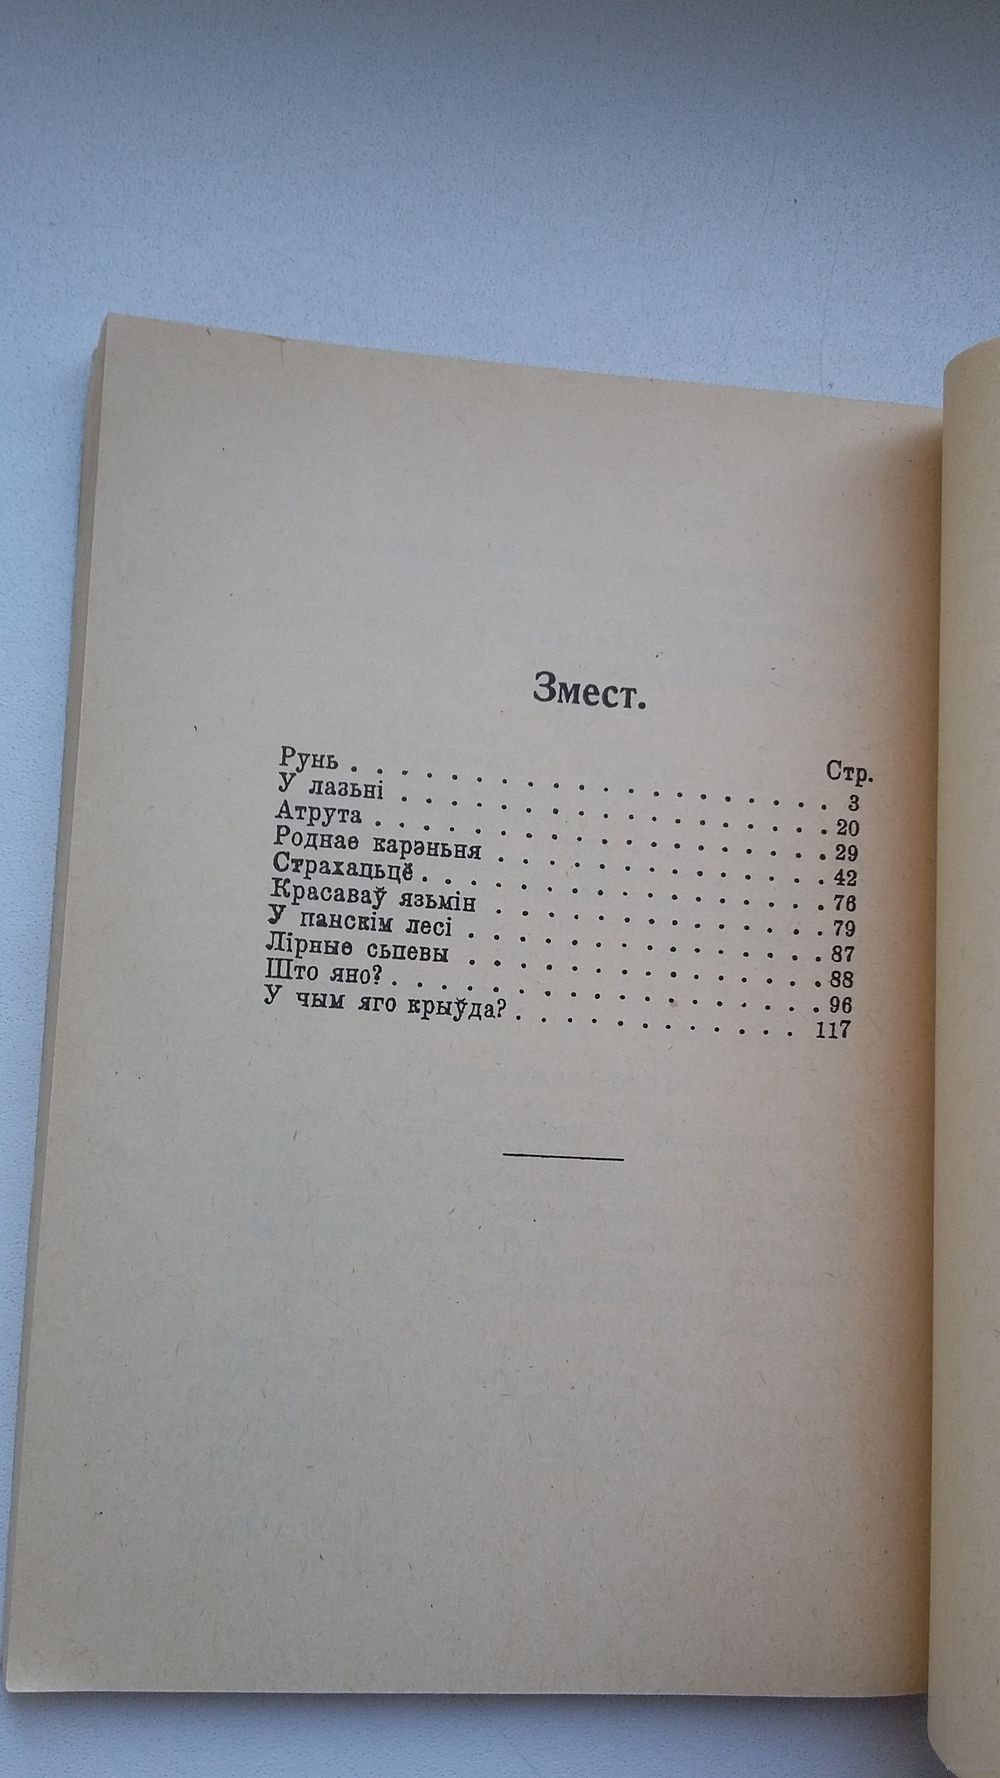 Змест.
Стр.
Рунь . . . . . . . . . . . . . . . . . . . . 3
У лазьні . . . . . . . . . . . . . . . . . . 20
Атрута . . . . . . . . . . . . . . . . . . . 29
Роднае карэньня . . . . . . . . . . . . . . 42
Страхацьцё . . . . . . . . . . . . . . . . . 76
Красаваў язьмін . . . . . . . . . . . . . . 79
У панскім лесі . . . . . . . . . . . . . . . 87
Лірные сьпевы . . . . . . . . . . . . . . . 88
Што яно? . . . . . . . . . . . . . . . . . . 96
У чым яго крыўда? . . . . . . . . . . . . 117